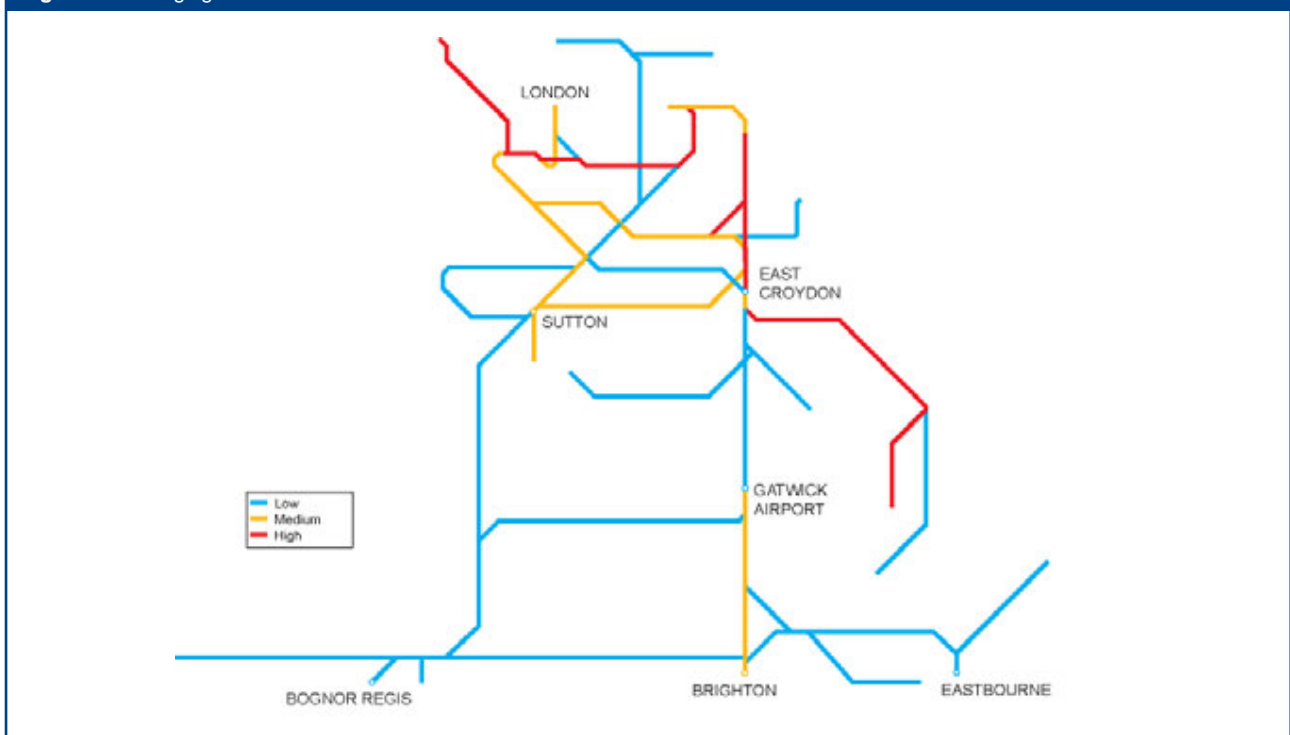 LONDON
EAST
CROYDON
SUTTON
GATWICK
AIRPORT
Low
Medium
High
BOGNOR REGIS
BRIGHTON
EASTBOURNE